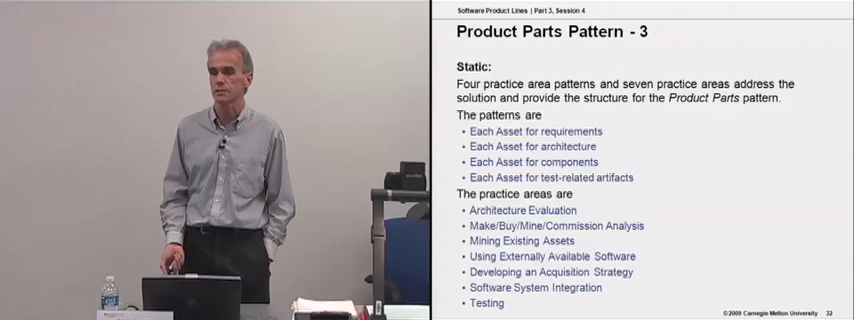 Software Product Lines | Part 3, Session 4
Product Parts Pattern - 3
Static:
Four practice area patterns and seven practice areas address the
solution and provide the structure for the Product Parts pattern.
The patterns are
• Each Asset for requirements
• Each Asset for architecture
• Each Asset for components
• Each Asset for test-related artifacts
The practice areas are
• Architecture Evaluation
• Make/Buy/Mine/Commission Analysis
• Mining Existing Assets
• Using Externally Available Software
• Developing an Acquisition Strategy
• Software System Integration
• Testing
© 2009 Carnegie Mellon University 32